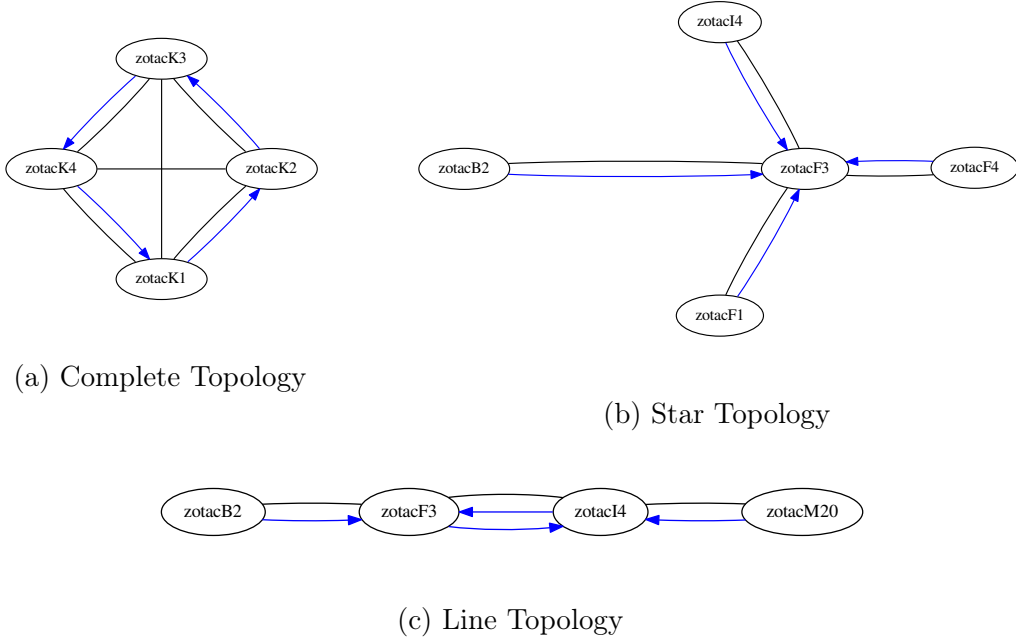 zotacK3
zotacK4
zotacK2
zotacK1
(a) Complete Topology
zotacI4
zotacB2
zotacF3
zotacF4
zotacF1
(b) Star Topology
zotacB2
zotacF3
zotacI4
zotacM20
(c) Line Topology